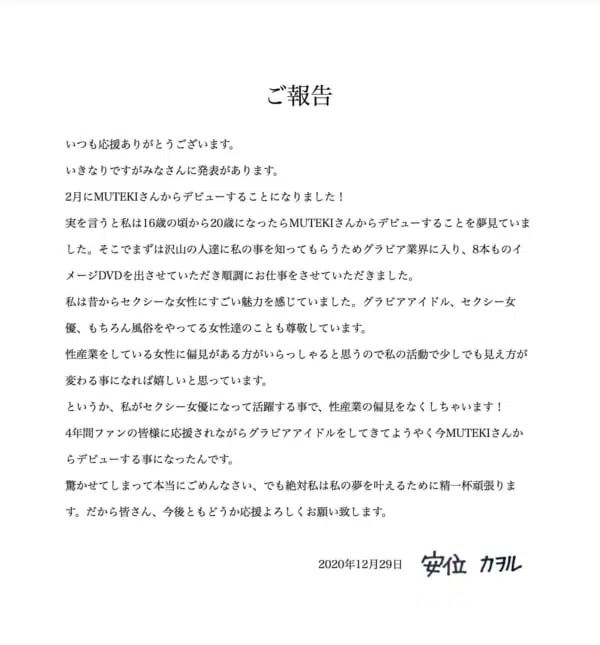 ご報告
いつも応援ありがとうございます。
いきなりですがみなさんに発表があります。
2月にMUTEKIさんからデビューすることになりました！
実を言うと私は16歳の頃から20歳になったらMUTEKIさんからデビューすることを夢見ていま
した。そこでまずは沢山の人達に私の事を知ってもらうためグラビア業界に入り、8本ものイ
メージDVDを出させていただき順調にお仕事をさせていただきました。
私は昔からセクシーな女性にすごい魅力を感じていました。グラビアアイドル、セクシー女
優、もちろん風俗をやってる女性達のことも尊敬しています。
性産業をしている女性に偏見がある方がいらっしゃると思うので私の活動で少しでも見え方が
変わる事になれば嬉しいと思っています。
というか、私がセクシー女優になって活躍する事で、性産業の偏見をなくしちゃいます！
4年間ファンの皆様に応援されながらグラビアアイドルをしてきてようやく今MUTEKIさんか
らデビューする事になったんです。
驚かせてしまって本当にごめんなさい、でも絶対私は私の夢を叶えるために精一杯頑張りま
す。だから皆さん、今後ともどうか応援よろしくお願い致します。
2020年12月29日 安位 カヲル